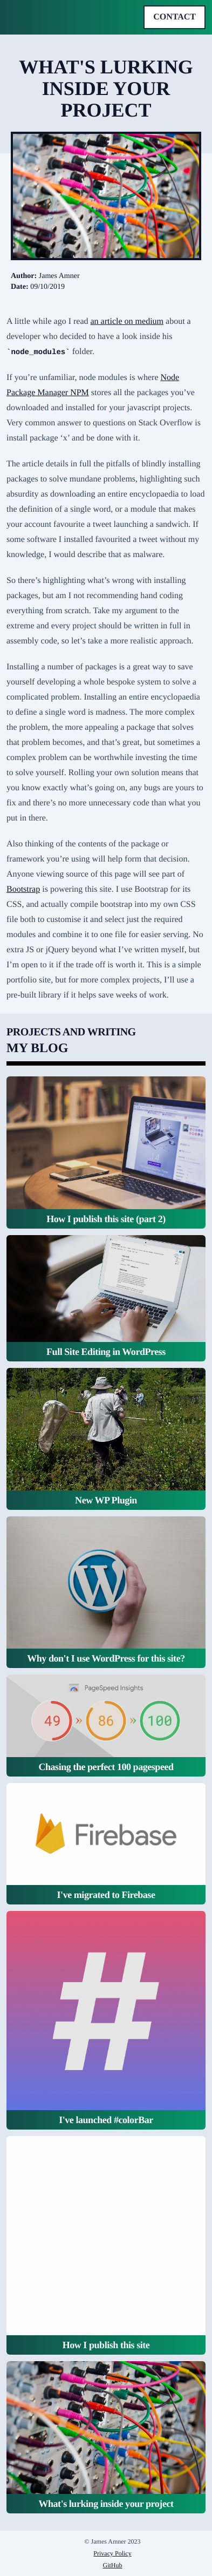 CONTACT
WHAT'S LURKING
INSIDE YOUR
PROJECT
Author: James Amner
Date: 09/10/2019
A little while ago I read an article on medium about a
developer who decided to have a look inside his
`node_modules` folder.
If you’re unfamiliar, node modules is where Node
Package Manager NPM stores all the packages you’ve
downloaded and installed for your javascript projects.
Very common answer to questions on Stack Overflow is
install package ‘x’ and be done with it.
The article details in full the pitfalls of blindly installing
packages to solve mundane problems, highlighting such
absurdity as downloading an entire encyclopaedia to load
the definition of a single word, or a module that makes
your account favourite a tweet launching a sandwich. If
some software I installed favourited a tweet without my
knowledge, I would describe that as malware.
So there’s highlighting what’s wrong with installing
packages, but am I not recommending hand coding
everything from scratch. Take my argument to the
extreme and every project should be written in full in
assembly code, so let’s take a more realistic approach.
Installing a number of packages is a great way to save
yourself developing a whole bespoke system to solve a
complicated problem. Installing an entire encyclopaedia
to define a single word is madness. The more complex
the problem, the more appealing a package that solves
that problem becomes, and that’s great, but sometimes a
complex problem can be worthwhile investing the time
to solve yourself. Rolling your own solution means that
you know exactly what’s going on, any bugs are yours to
fix and there’s no more unnecessary code than what you
put in there.
Also thinking of the contents of the package or
framework you’re using will help form that decision.
Anyone viewing source of this page will see part of
Bootstrap is powering this site. I use Bootstrap for its
CSS, and actually compile bootstrap into my own CSS
file both to customise it and select just the required
modules and combine it to one file for easier serving. No
extra JS or jQuery beyond what I’ve written myself, but
I’m open to it if the trade off is worth it. This is a simple
portfolio site, but for more complex projects, I’ll use a
pre-built library if it helps save weeks of work.
PROJECTS AND WRITING
MY BLOG
How I publish this site (part 2)
Full Site Editing in WordPress
New WP Plugin
Why don't I use WordPress for this site?
PageSpeed Insights
49 » 86 » 100
Chasing the perfect 100 pagespeed
Firebase
I've migrated to Firebase
#
I've launched #colorBar
How I publish this site
What's lurking inside your project
© James Amner 2023
Privacy Policy
GitHub